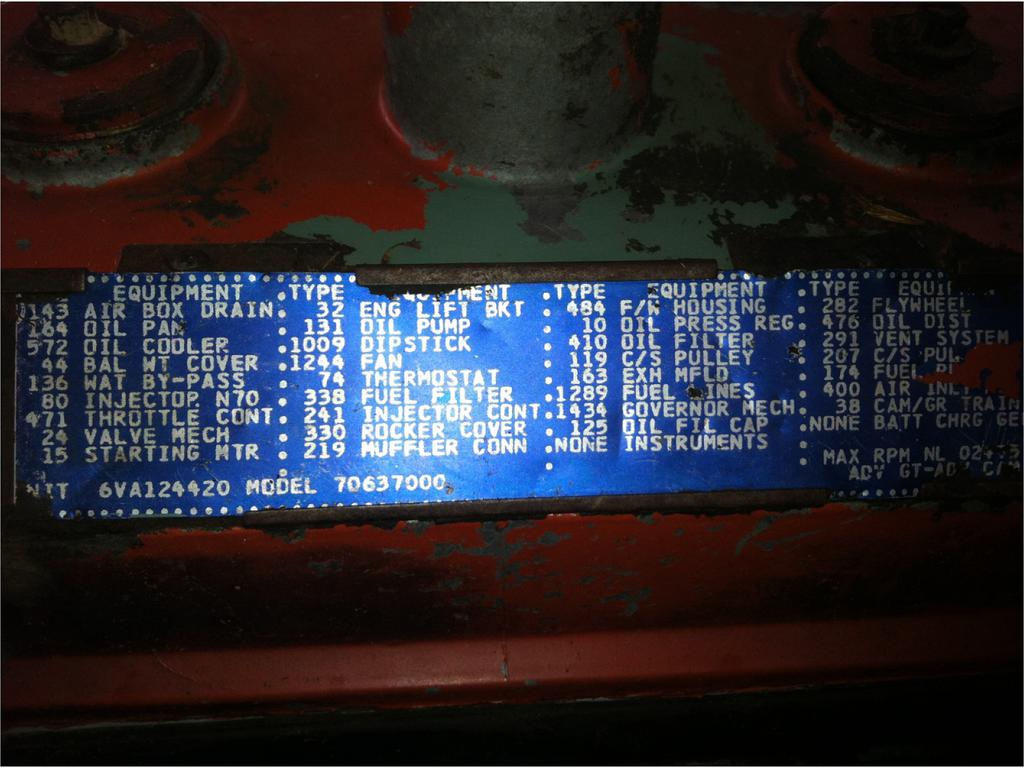 EQUIPMENT TYPE TYPE EQUIPMENT TYPE
143 AIR BOX DRAIN 32 ENG LIFT BKT 484 F/W HOUSING 282 FLYWHEEL
OIL PAN 131 OIL PUMP 10 OIL PRESS REG 476 OIL DIST
572 OIL COOLER 1009 DIPSTICK 410 OIL FILTER 291 VENT SYSTEM
44 BAL WT COVER 1244 FAN 119 C/S PULLEY 207 C/S
136 WAT BY-PASS 74 THERMOSTAT 163 EXH MFLD 174 FUEL
80 INJECTOR N70 338 FUEL FILTER 1289 FUEL LINES 400 AIR
471 THROTTLE CONT 241 INJECTOR CONT 1434 GOVERNOR MECH 38 CAM/GR TRAIN
24 VALVE MECH 330 ROCKER COVER 125 OIL FIL CAP NONE BATT CHRG
15 STARTING MTR 219 MUFFLER CONN NONE INSTRUMENTS
MAX RPM NL
6VA124420 MODEL 70637000